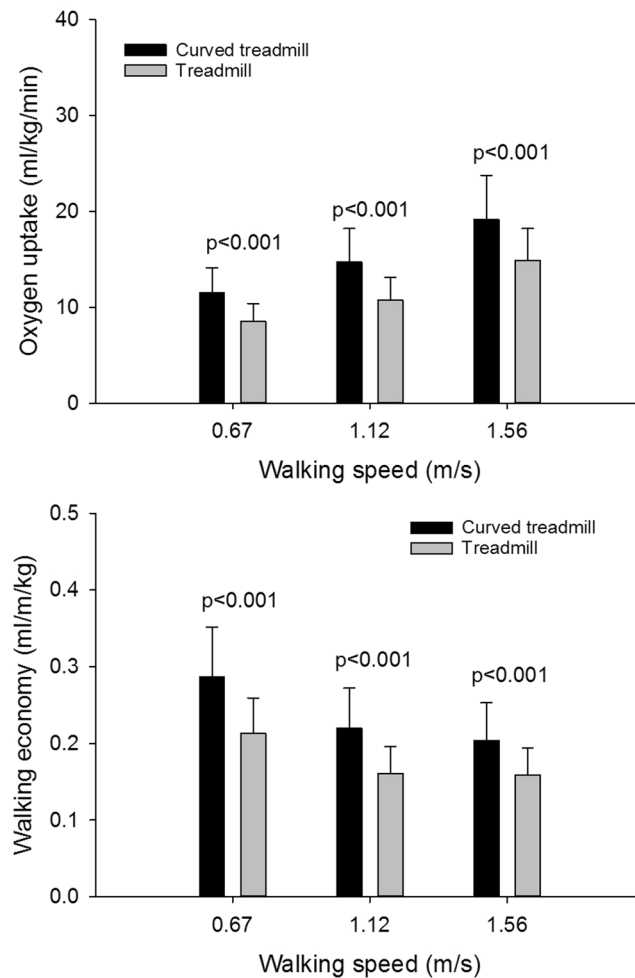 Oxygen uptake (ml/kg/min)
40
30
20
10
0
Curved treadmill
Treadmill
p<0.001
p<0.001
p<0.001
0.67
1.12
1.56
Walking speed (m/s)
Walking economy (ml/m/kg)
0.5
0.4
0.3
0.2
0.1
0.0
Curved treadmill
Treadmill
p<0.001
p<0.001
p<0.001
0.67
1.12
1.56
Walking speed (m/s)